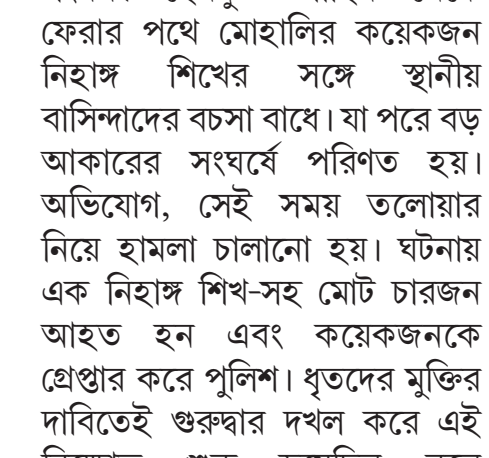 ফেরার পথে মোহালির কয়েকজন
নিহাঙ্গ শিখের সঙ্গে স্থানীয়
বাসিন্দাদের বচসা বাধে। যা পরে বড়
আকারের সংঘর্ষে পরিণত হয়।
অভিযোগ, সেই সময় তলোয়ার
নিয়ে হামলা চালানো হয়। ঘটনায়
এক নিহাঙ্গ শিখ-সহ মোট চারজন
আহত হন এবং কয়েকজনকে
গ্রেপ্তার করে পুলিশ। ধৃতদের মুক্তির
দাবিতেই গুরুদ্বার দখল করে এই